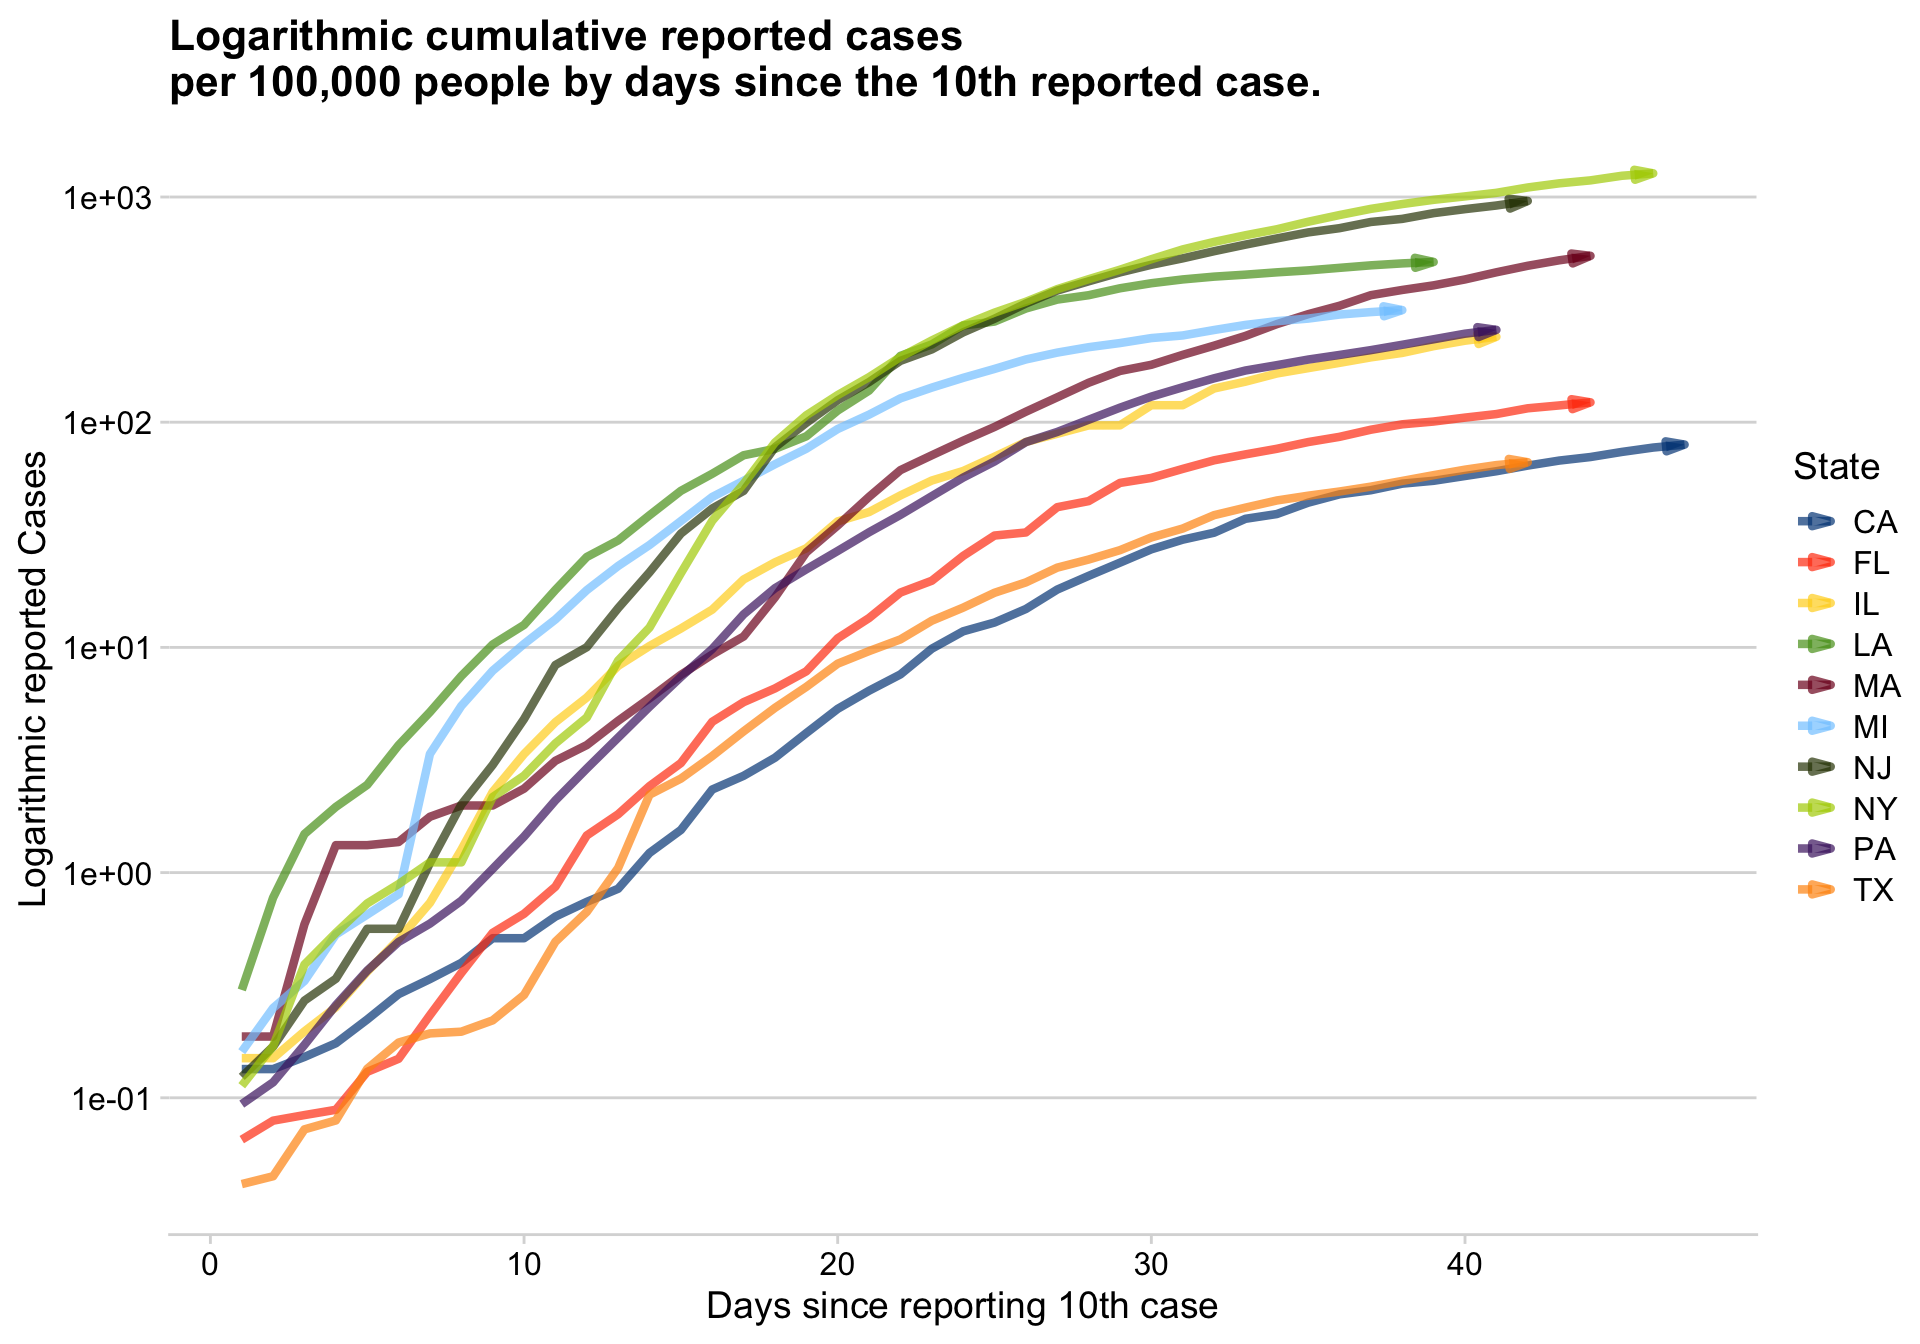 Logarithmic cumulative reported cases
per 100,000 people by days since the 10th reported case.
1e+03
1e+02
1e+01
1e+00
1e-01
Logarithmic reported Cases
0
10
20
30
40
Days since reporting 10th case
State
CA
FL
IL
LA
MA
MI
NJ
NY
PA
TX